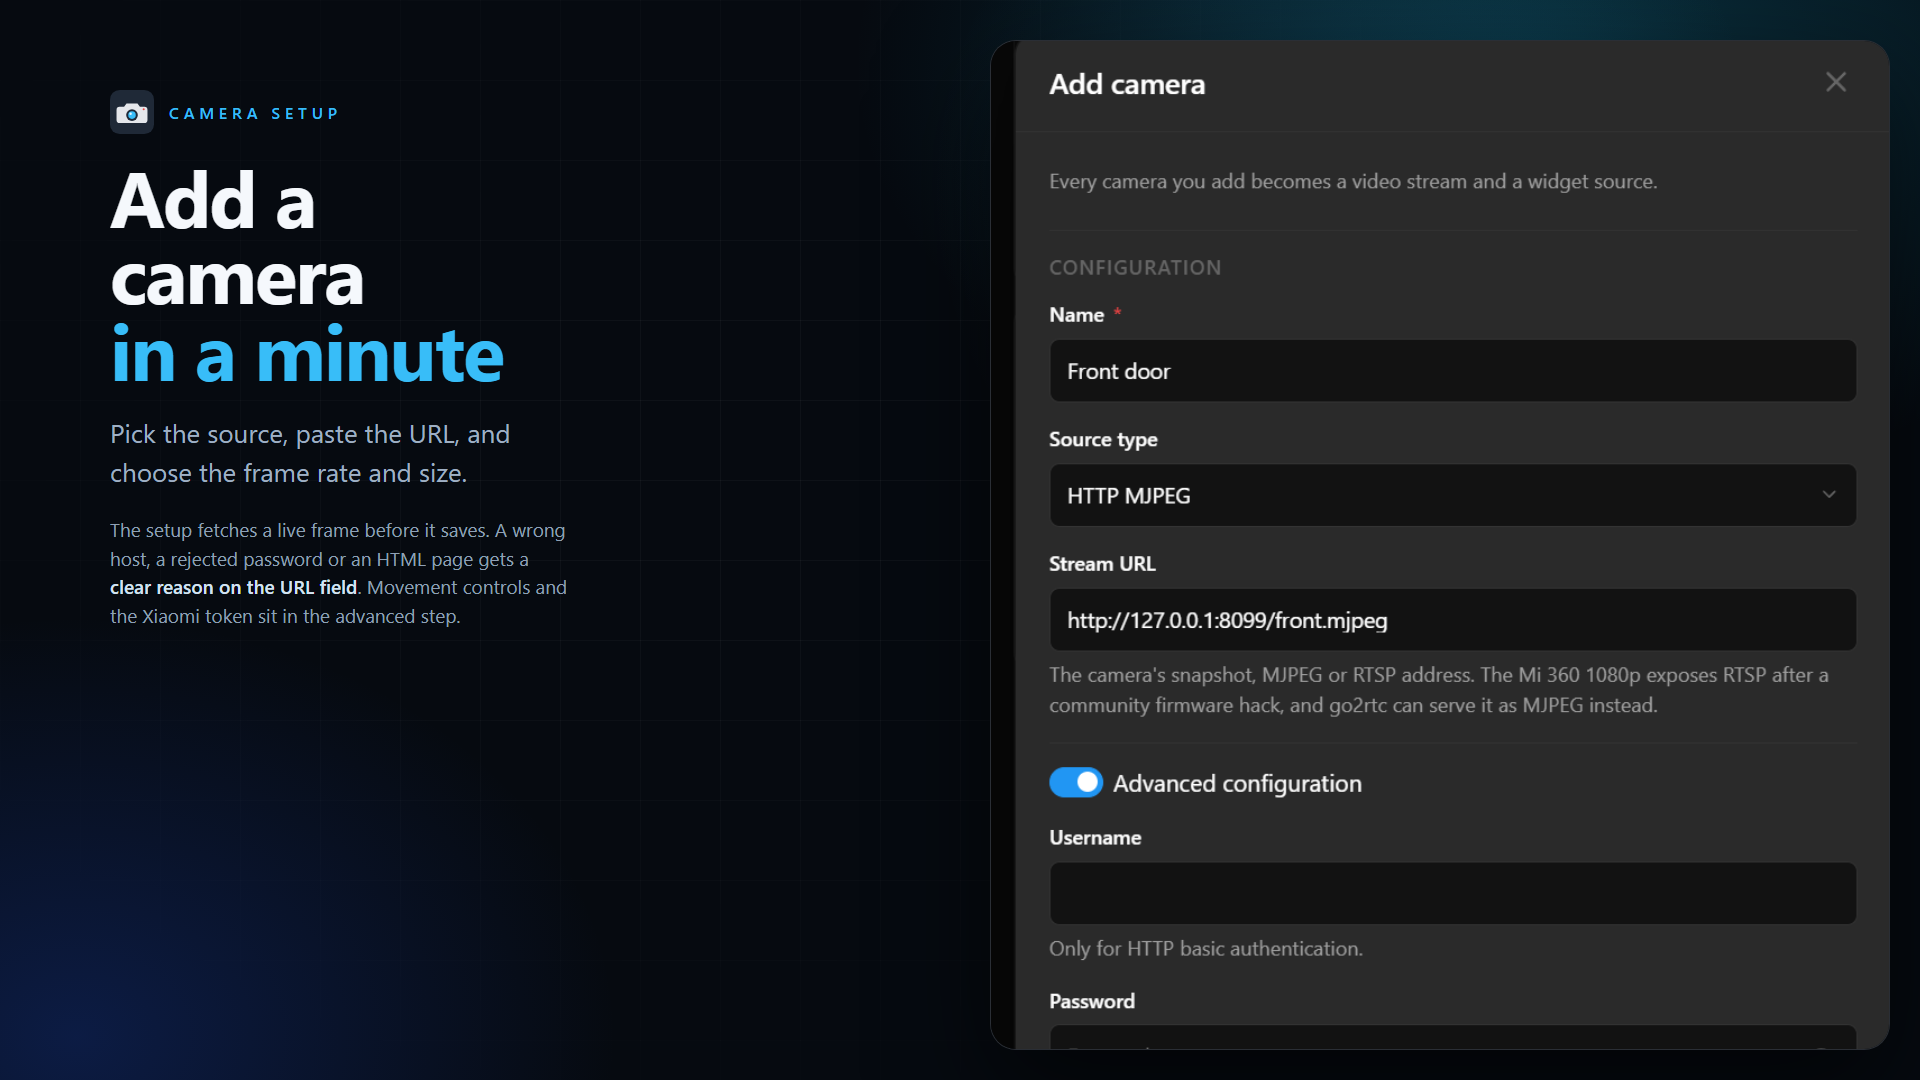 CAMERA SETUP
Add a
camera
in a minute
Pick the source, paste the URL, and
choose the frame rate and size.
The setup fetches a live frame before it saves. A wrong
host, a rejected password or an HTML page gets a
clear reason on the URL field. Movement controls and
the Xiaomi token sit in the advanced step.
Add camera
Every camera you add becomes a video stream and a widget source.
CONFIGURATION
Name *
Front door
Source type
HTTP MJPEG
Stream URL
http://127.0.0.1:8099/front.mjpeg
The camera's snapshot, MJPEG or RTSP address. The Mi 360 1080p exposes RTSP after a
community firmware hack, and go2rtc can serve it as MJPEG instead.
Advanced configuration
Username
Only for HTTP basic authentication.
Password